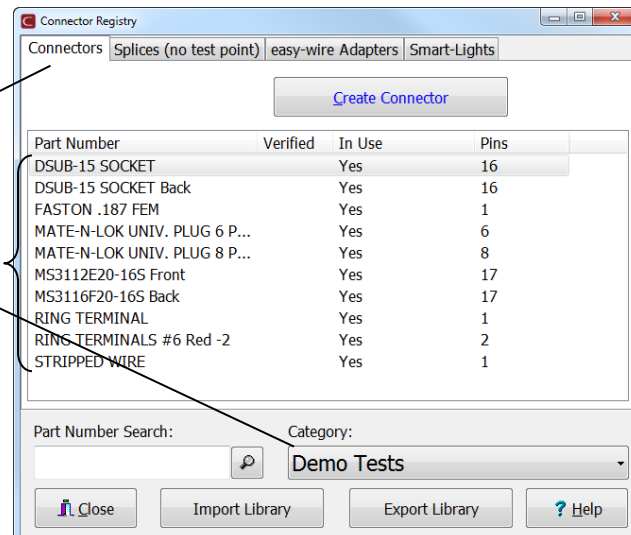 Connector Registry
Connectors Splices (no test point) easy-wire Adapters Smart-Lights
Create Connector
Part Number Verified In Use Pins
DSUB-15 SOCKET Yes 16
DSUB-15 SOCKET Back Yes 16
FASTON .187 FEM Yes 1
MATE-N-LOK UNIV. PLUG 6 P... Yes 6
MATE-N-LOK UNIV. PLUG 8 P... Yes 8
MS3112E20-16S Front Yes 17
MS3116F20-16S Back Yes 17
RING TERMINAL Yes 1
RING TERMINALS #6 Red -2 Yes 2
STRIPPED WIRE Yes 1
Part Number Search: Category:
Demo Tests
Close Import Library Export Library ? Help